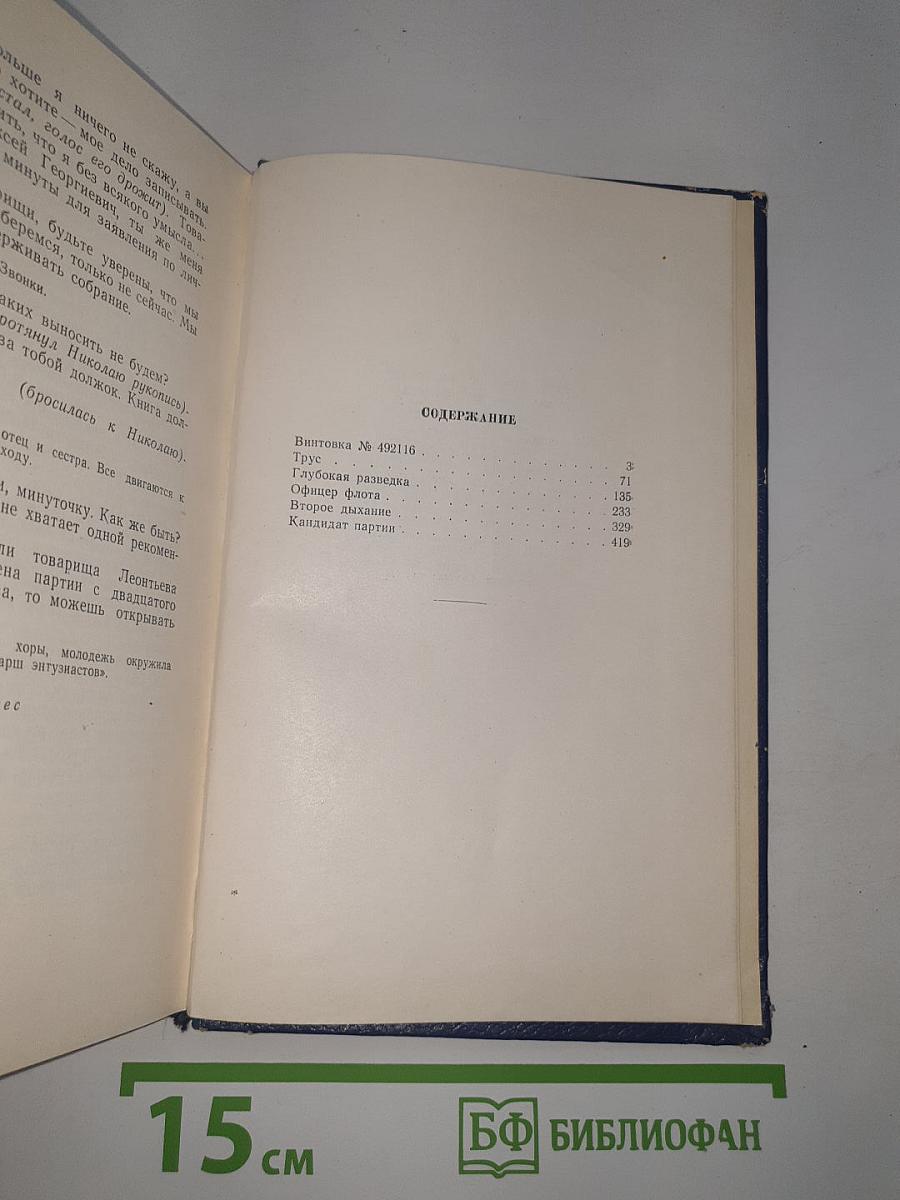 ольше я ничего не скажу, а вы
хотите — мое дело записывать.
стал, голос его дрожит). Това-
ить, что я без всякого умысла...
ксей Георгиевич, ты же меня
минуты для заявления по лич-
рищи, будьте уверены, что мы
беремся, только не сейчас. Мы
ерживать собрание.
Звонки.
аких выносить не будем?
ротянул Николаю рукопись).
за тобой должок. Книга дол-
(бросилась к Николаю).
отец и сестра. Все двигаются к
ходу.
и, минуточку. Как же быть?
не хватает одной рекомен-
ли товарища Леонтьева
ена партии с двадцатого
а, то можешь открывать
хоры, молодежь окружила
арш энтузиастов».
ес
СОДЕРЖАНИЕ
Винтовка № 492116 . . . . . . . . . . . . 3
Трус . . . . . . . . . . . . . . . . . 71
Глубокая разведка . . . . . . . . . . . . 135
Офицер флота . . . . . . . . . . . . . . 233
Второе дыхание . . . . . . . . . . . . . 329
Кандидат партии . . . . . . . . . . . . . 419
15 см
БФ БИБЛИОФАН